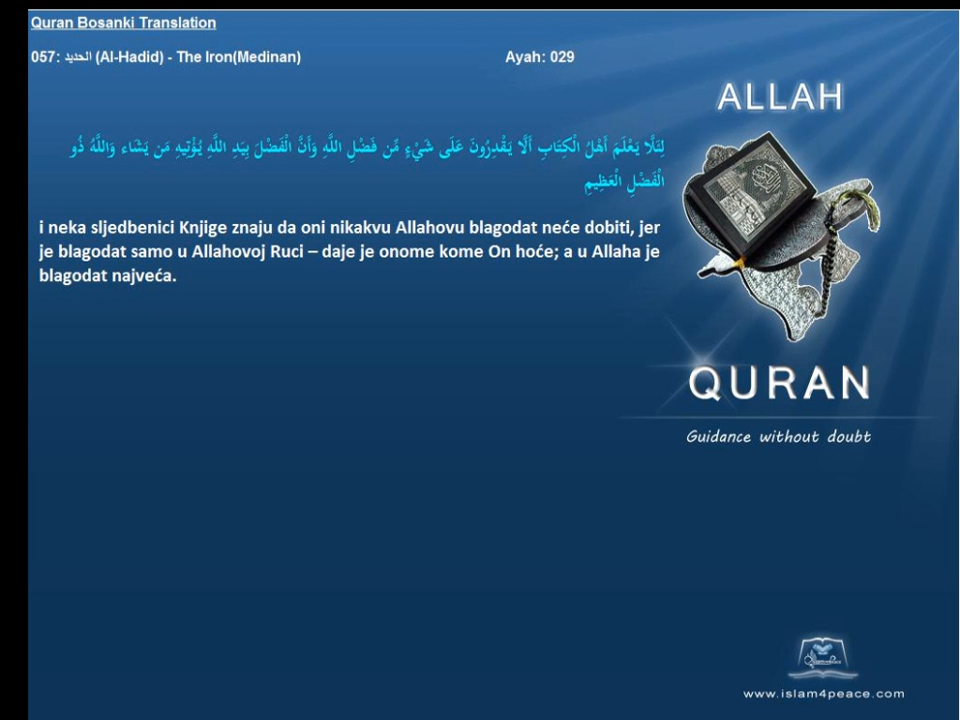 Quran Bosanki Translation
057: الحديد (Al-Hadid) - The Iron(Medinan)
Ayah: 029
ALLAH
لِئَلَّا يَعْلَمَ أَهْلُ الْكِتَابِ أَلَّا يَقْدِرُونَ عَلَى شَيْءٍ مِّن فَضْلِ اللَّهِ وَأَنَّ الْفَضْلَ بِيَدِ اللَّهِ يُؤْتِيهِ مَن يَشَاء وَاللَّهُ ذُو
الْفَضْلِ الْعَظِيمِ
i neka sljedbenici Knjige znaju da oni nikakvu Allahovu blagodat neće dobiti, jer
je blagodat samo u Allahovoj Ruci – daje je onome kome On hoće; a u Allaha je
blagodat najveća.
QURAN
Guidance without doubt
www.islam4peace.com